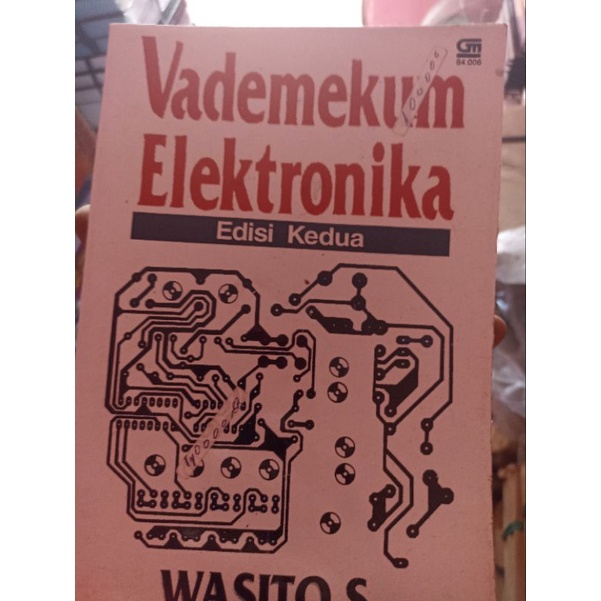 Vademekum
GM
84.006
Elektronika
Edisi Kedua
WASITO S.